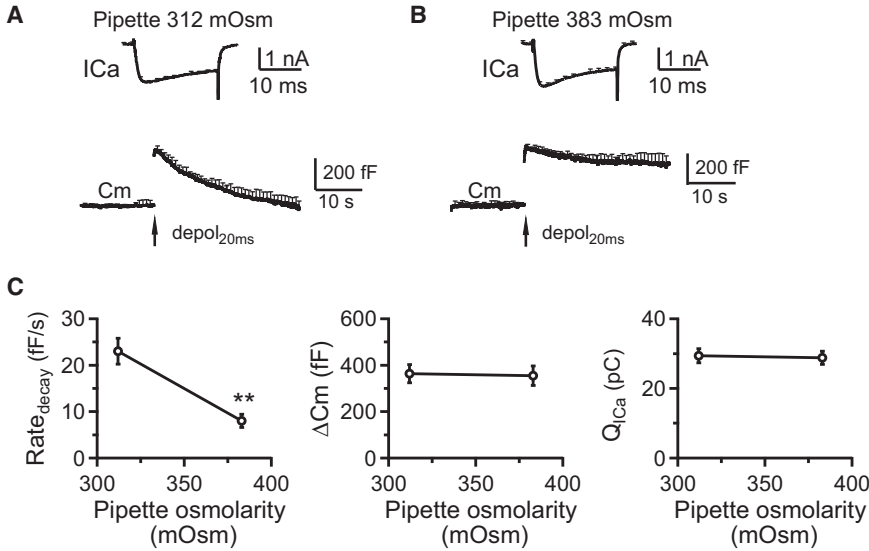 A
Pipette 312 mOsm
ICa
1 nA
10 ms
Cm
200 fF
10 s
depol20ms
B
Pipette 383 mOsm
ICa
1 nA
10 ms
Cm
200 fF
10 s
depol20ms
C
Ratedecay (fF/s)
30
20
10
0
**
300
350
400
Pipette osmolarity
(mOsm)
ΔCm (fF)
600
400
200
0
300
350
400
Pipette osmolarity
(mOsm)
QICa (pC)
40
20
0
300
350
400
Pipette osmolarity
(mOsm)